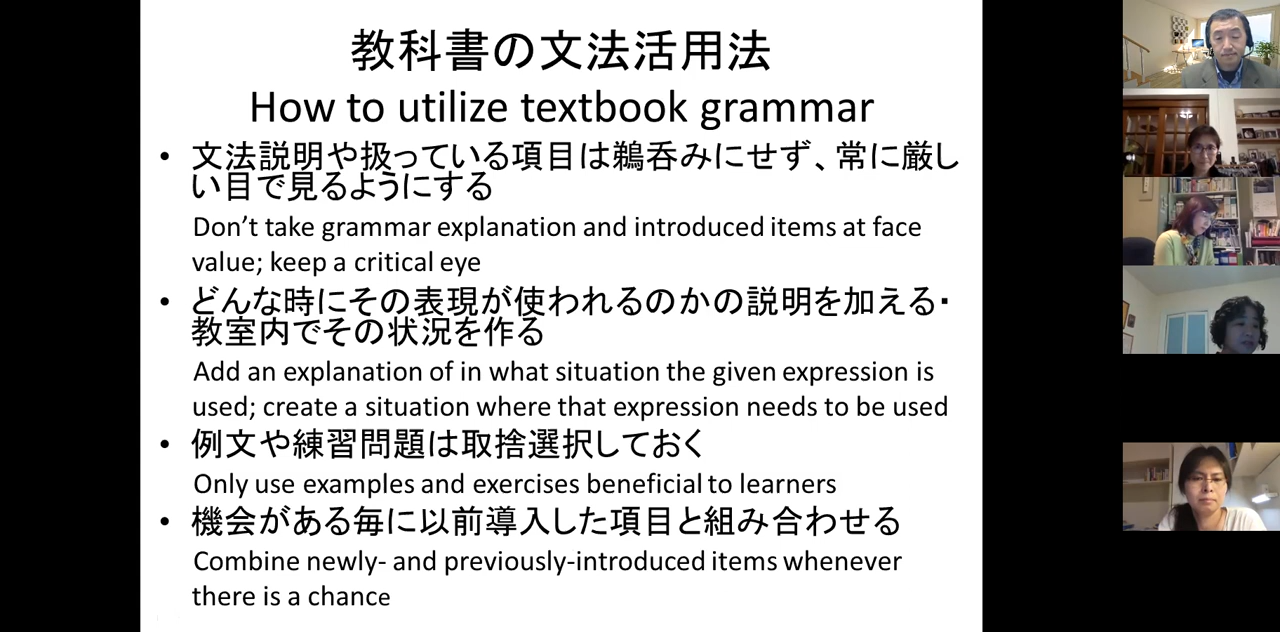 教科書の文法活用法
How to utilize textbook grammar
• 文法説明や扱っている項目は鵜呑みにせず、常に厳し
い目で見るようにする
Don’t take grammar explanation and introduced items at face
value; keep a critical eye
• どんな時にその表現が使われるのかの説明を加える・
教室内でその状況を作る
Add an explanation of in what situation the given expression is
used; create a situation where that expression needs to be used
• 例文や練習問題は取捨選択しておく
Only use examples and exercises beneficial to learners
• 機会がある毎に以前導入した項目と組み合わせる
Combine newly- and previously-introduced items whenever
there is a chance